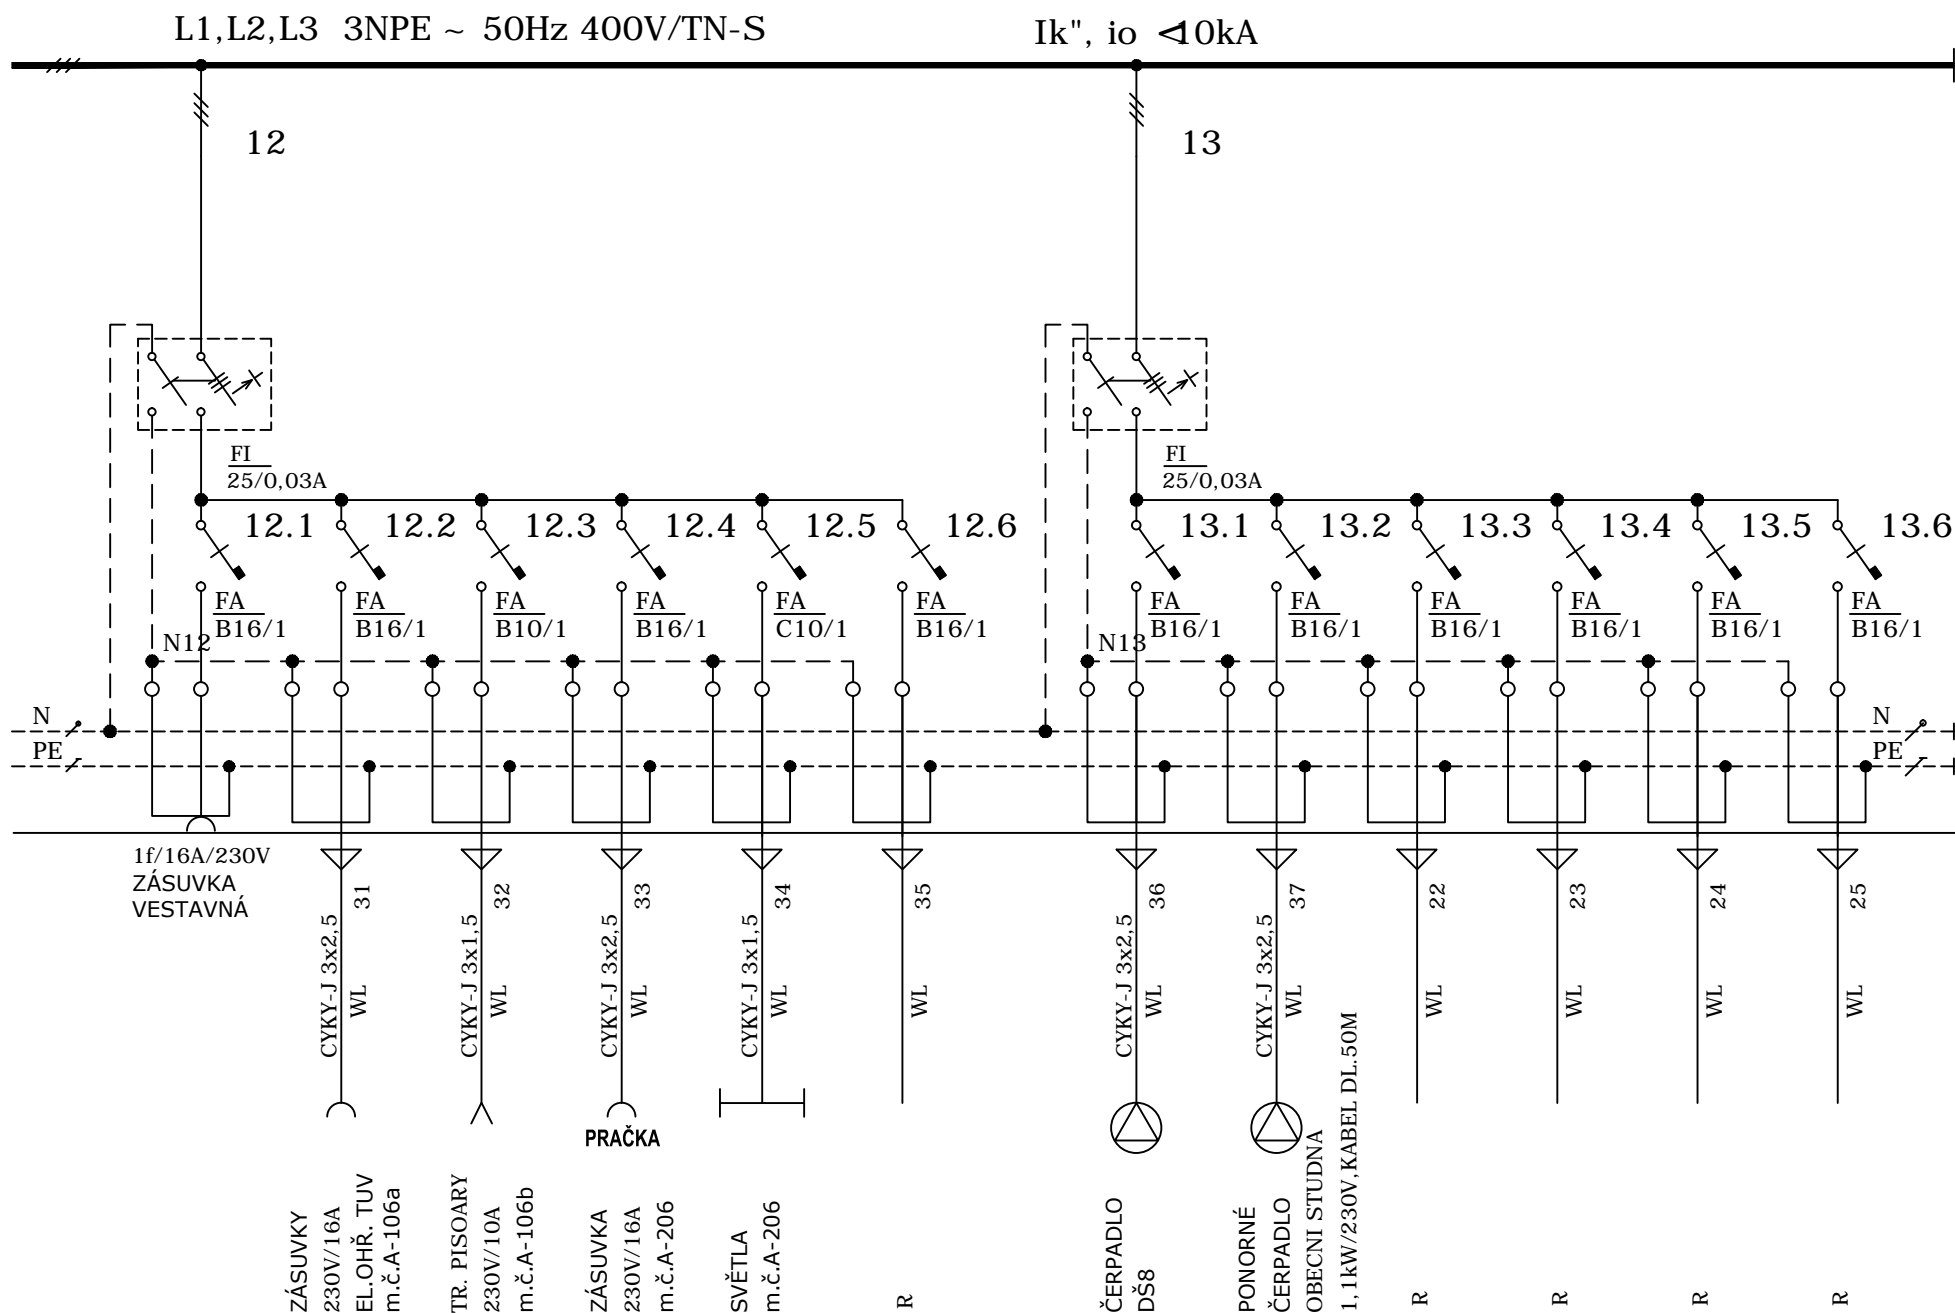 L1,L2,L3 3NPE ~ 50Hz 400V/TN-S
Ik", io <10kA
12
13
FI
25/0,03A
FI
25/0,03A
12.1
12.2
12.3
12.4
12.5
12.6
13.1
13.2
13.3
13.4
13.5
13.6
FA
B16/1
FA
B16/1
FA
B10/1
FA
B16/1
FA
C10/1
FA
B16/1
FA
B16/1
FA
B16/1
FA
B16/1
FA
B16/1
FA
B16/1
FA
B16/1
N12
N13
N
N
PE
PE
1f/16A/230V
ZÁSUVKA
VESTAVNÁ
31
CYKY-J 3x2,5
WL
32
CYKY-J 3x1,5
WL
33
CYKY-J 3x2,5
WL
34
CYKY-J 3x1,5
WL
35
WL
36
CYKY-J 3x2,5
WL
37
CYKY-J 3x2,5
WL
22
WL
23
WL
24
WL
25
WL
PRAČKA
ZÁSUVKY
230V/16A
EL.OHŘ. TUV
m.č.A-106a
TR. PISOARY
230V/10A
m.č.A-106b
ZÁSUVKA
230V/16A
m.č.A-206
SVĚTLA
m.č.A-206
R
ČERPADLO
DŠ8
PONORNÉ
ČERPADLO
OBECNI STUDNA
1,1kW/230V,KABEL DL.50M
R
R
R
R